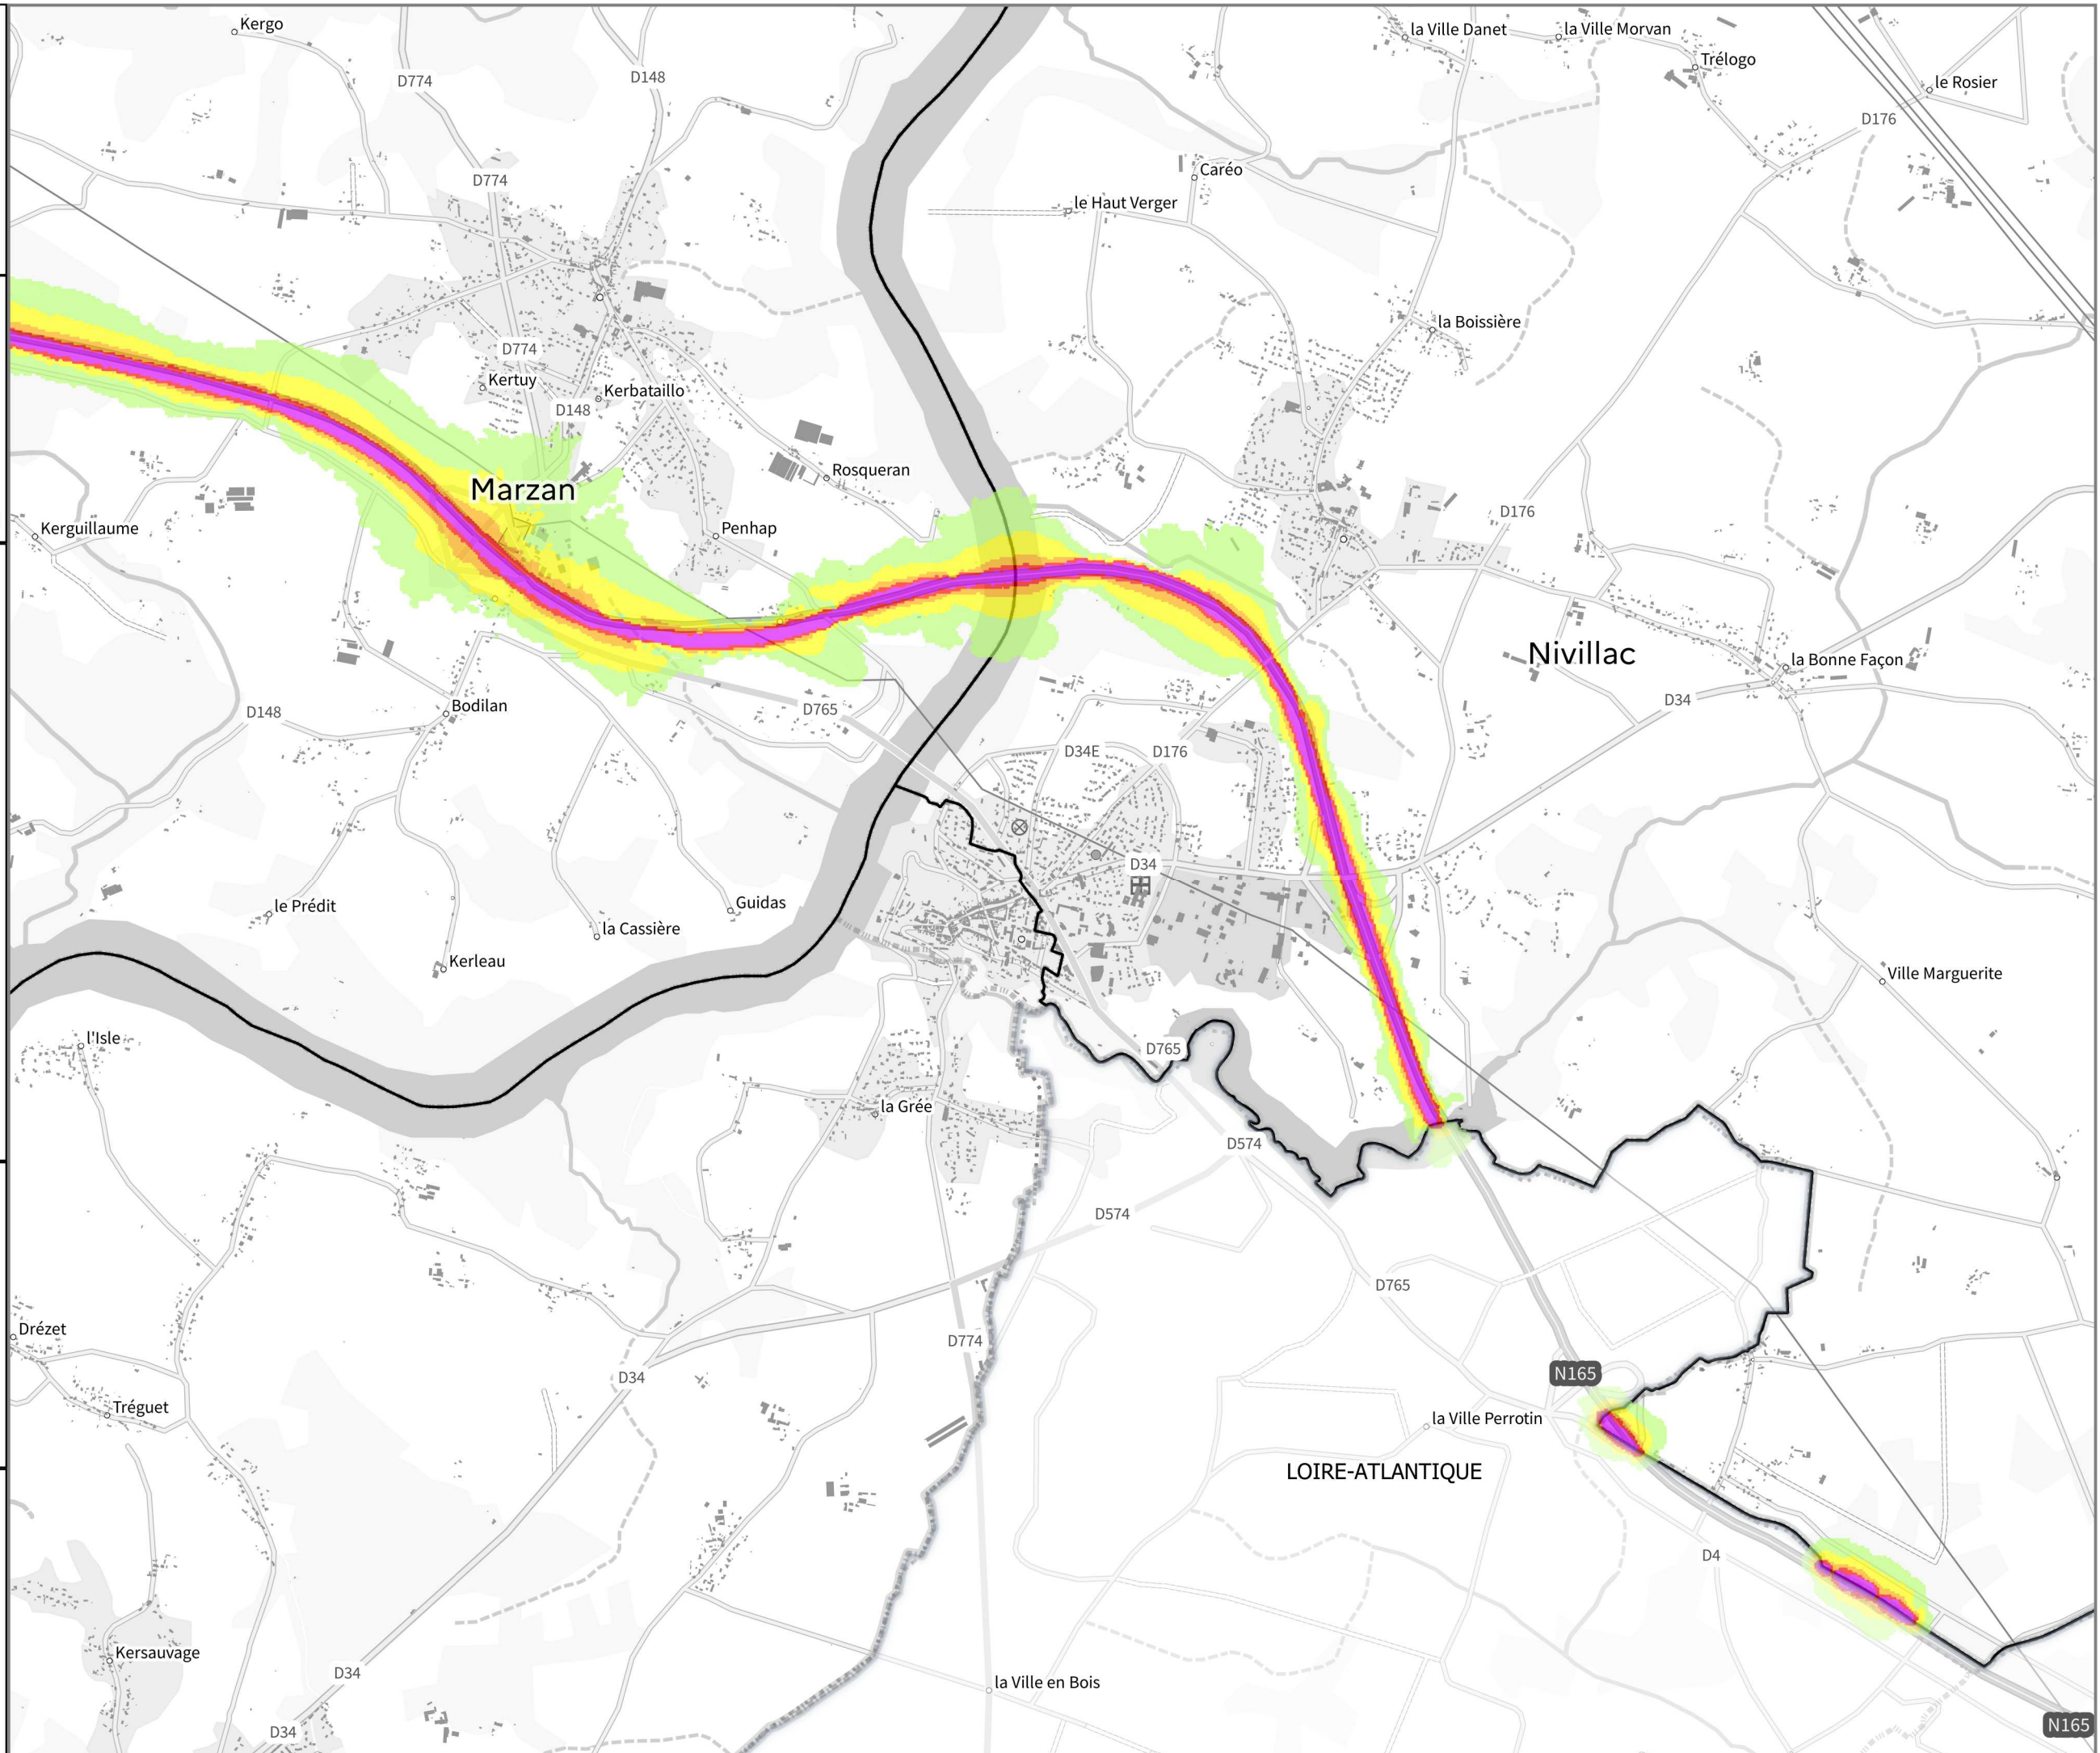 Kergo
la Ville Danet
la Ville Morvan
Trélogo
D774
D148
le Rosier
D176
Caréo
D774
le Haut Verger
la Boissière
D774
Kertuy
Kerbataillo
D148
Rosqueran
Marzan
D176
Kerguillaume
Penhap
Nivillac
la Bonne Façon
D34
Bodilan
D765
D148
D34E
D176
D34
le Prédit
Guidas
la Cassière
Kerleau
Ville Marguerite
l'Isle
D765
la Grée
D574
D574
D765
Drézet
D774
N165
D34
Tréguet
la Ville Perrotin
LOIRE-ATLANTIQUE
D4
Kersauvage
D34
la Ville en Bois
D34
N165